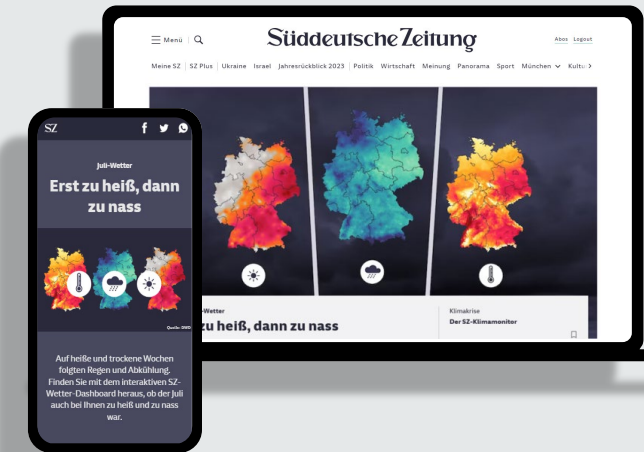 Menü
Süddeutsche Zeitung
Abos Logout
Meine SZ SZ Plus Ukraine Israel Jahresrückblick 2023 Politik Wirtschaft Meinung Panorama Sport München Kultu
-Wetter
zu heiß, dann zu nass
Klimakrise
Der SZ-Klimamonitor
SZ
Juli-Wetter
Erst zu heiß, dann
zu nass
Quelle: DWD
Auf heiße und trockene Wochen
folgten Regen und Abkühlung.
Finden Sie mit dem interaktiven SZ-
Wetter-Dashboard heraus, ob der Juli
auch bei Ihnen zu heiß und zu nass
war.